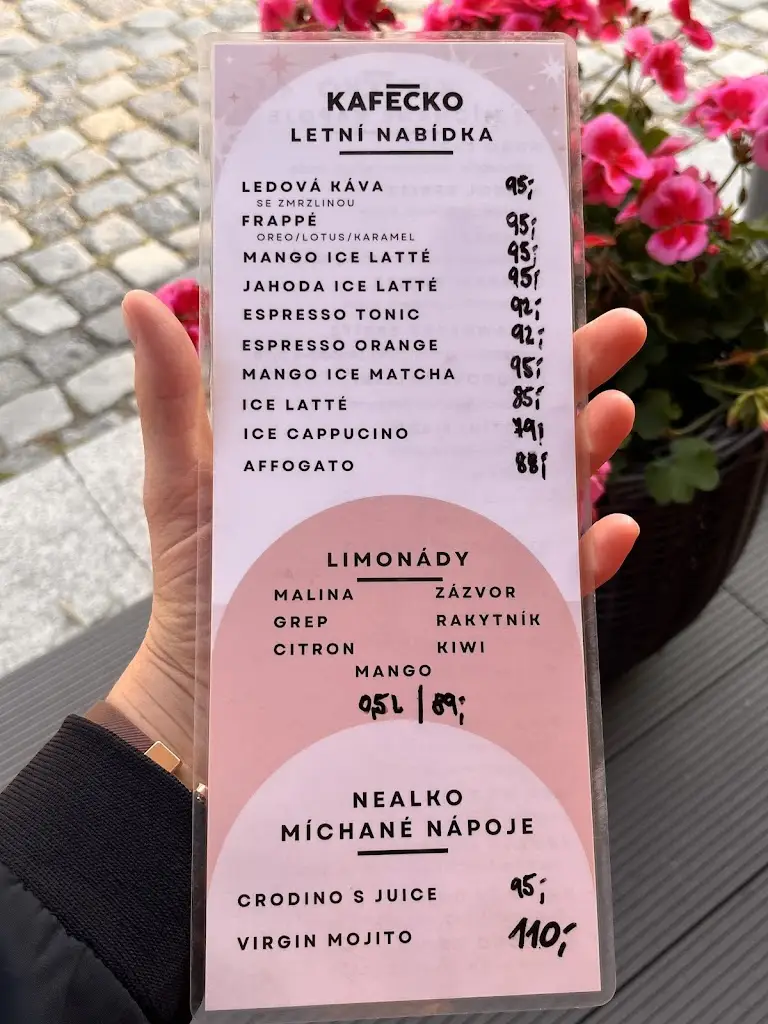 KAFĒCKO
LETNÍ NABÍDKA
LEDOVÁ KÁVA 95,-
SE ZMRZLINOU
FRAPPÉ 95,-
OREO/LOTUS/KARAMEL
MANGO ICE LATTÉ 95,-
JAHODA ICE LATTÉ 95,-
ESPRESSO TONIC 92,-
ESPRESSO ORANGE 92,-
MANGO ICE MATCHA 95,-
ICE LATTÉ 85,-
ICE CAPPUCINO 79,-
AFFOGATO 88,-
LIMONÁDY
MALINA ZÁZVOR
GREP RAKYTNÍK
CITRON KIWI
MANGO
0,5L | 89,-
NEALKO
MÍCHANÉ NÁPOJE
CRODINO S JUICE 95,-
VIRGIN MOJITO 110,-